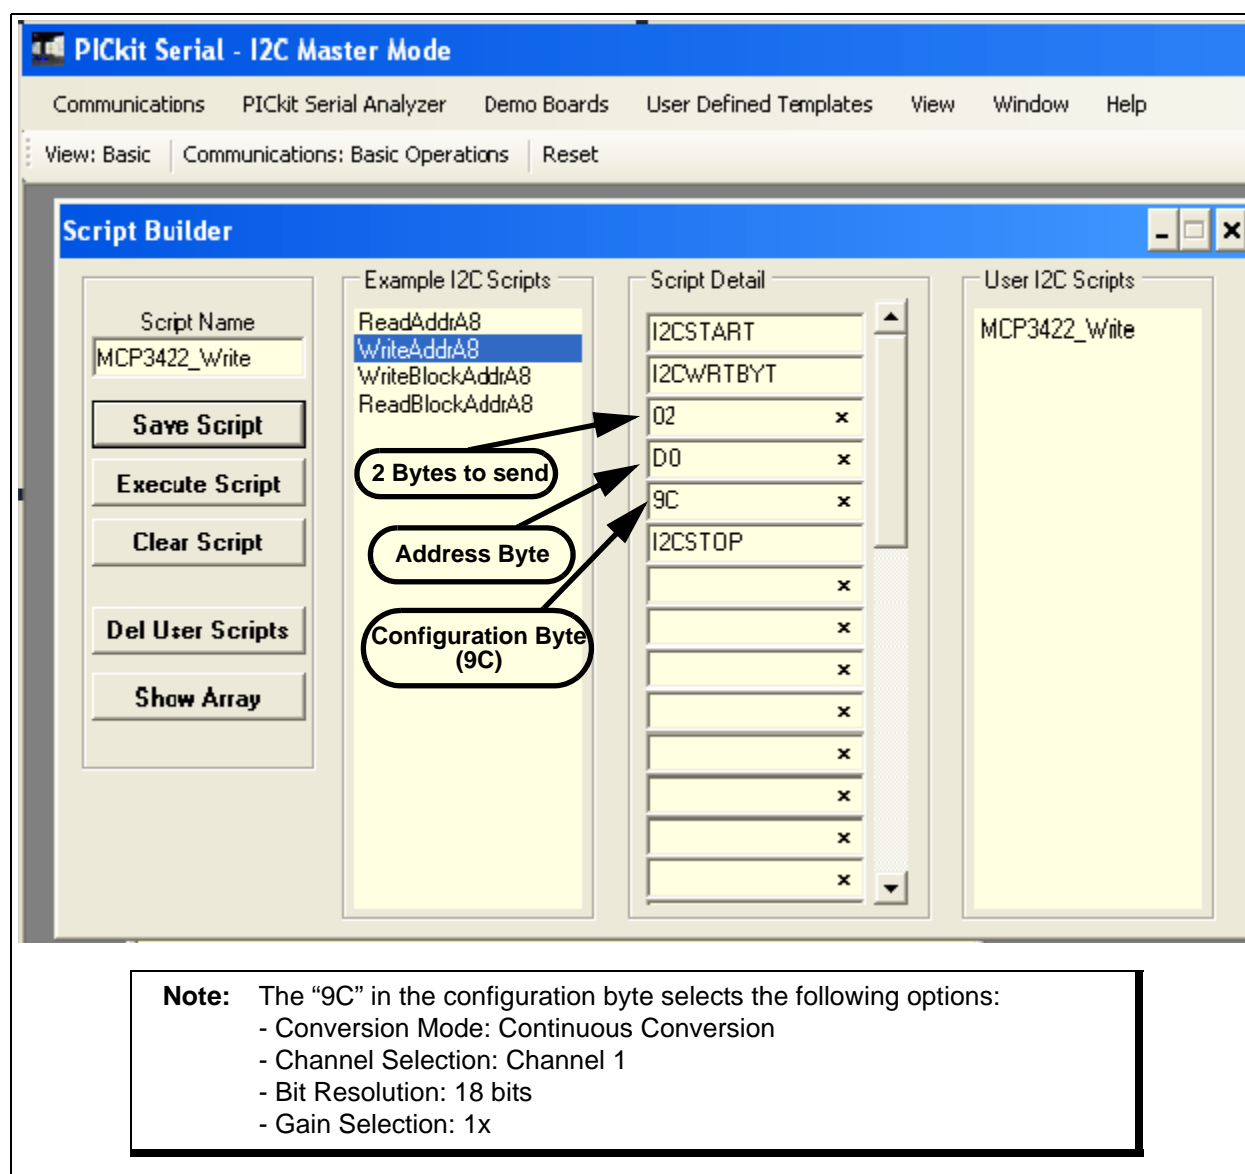 PICkit Serial - I2C Master Mode
Communications PICkit Serial Analyzer Demo Boards User Defined Templates View Window Help
View: Basic Communications: Basic Operations Reset
Script Builder
Script Name
MCP3422_Write
Save Script
Execute Script
Clear Script
Del User Scripts
Show Array
Example I2C Scripts
ReadAddrA8
WriteAddrA8
WriteBlockAddrA8
ReadBlockAddrA8
2 Bytes to send
Address Byte
Configuration Byte
(9C)
Script Detail
I2CSTART
I2CWRTBYT
02 x
D0 x
9C x
I2CSTOP
x
x
x
x
x
x
x
x
User I2C Scripts
MCP3422_Write
Note: The “9C” in the configuration byte selects the following options:
- Conversion Mode: Continuous Conversion
- Channel Selection: Channel 1
- Bit Resolution: 18 bits
- Gain Selection: 1x